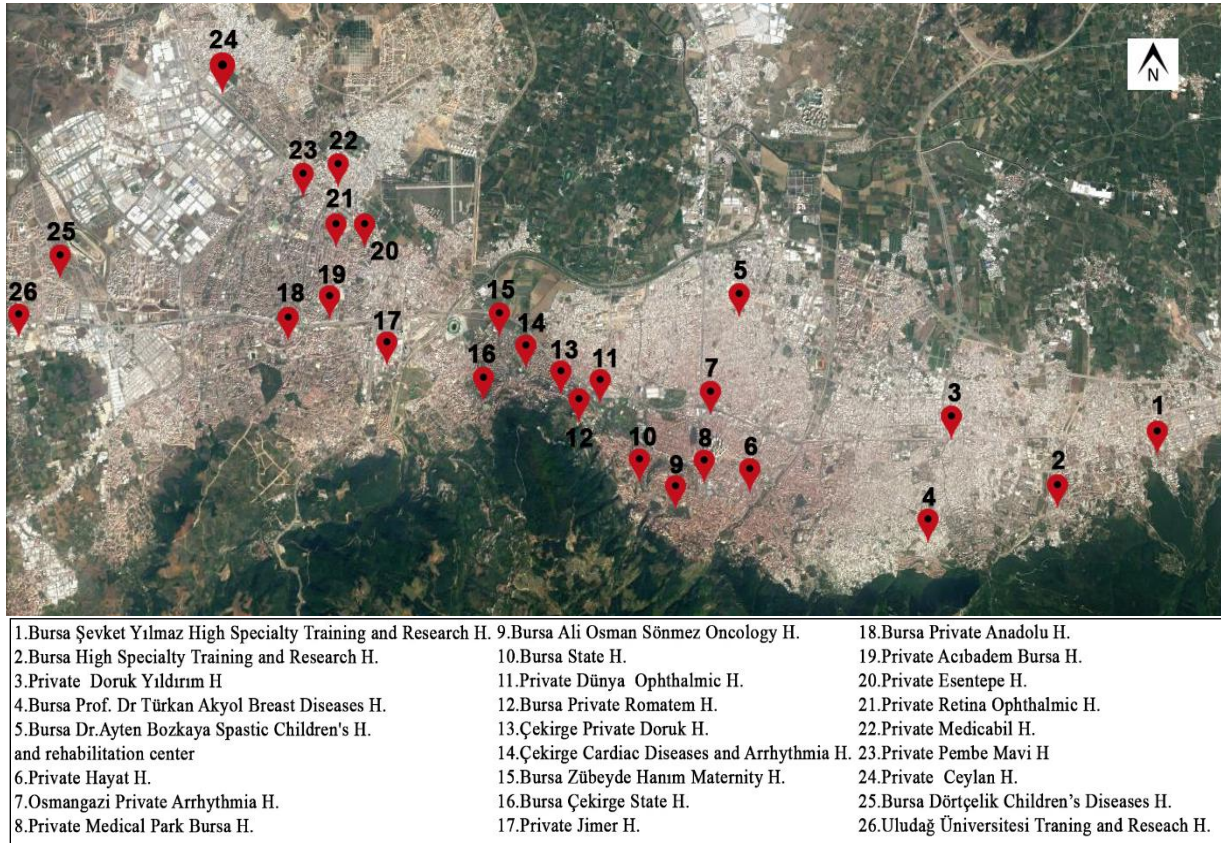 24
N
23
22
21
20
25
26
19
18
17
15
14
16
13
11
12
5
7
10
9
8
6
3
4
2
1
1.Bursa Şevket Yılmaz High Specialty Training and Research H.
2.Bursa High Specialty Training and Research H.
3.Private Doruk Yıldırım H
4.Bursa Prof. Dr Türkan Akyol Breast Diseases H.
5.Bursa Dr.Ayten Bozkaya Spastic Children's H.
and rehabilitation center
6.Private Hayat H.
7.Osmangazi Private Arrhythmia H.
8.Private Medical Park Bursa H.
9.Bursa Ali Osman Sönmez Oncology H.
10.Bursa State H.
11.Private Dünya Ophthalmic H.
12.Bursa Private Romatem H.
13.Çekirge Private Doruk H.
14.Çekirge Cardiac Diseases and Arrhythmia H.
15.Bursa Zübeyde Hanım Maternity H.
16.Bursa Çekirge State H.
17.Private Jimer H.
18.Bursa Private Anadolu H.
19.Private Acıbadem Bursa H.
20.Private Esentepe H.
21.Private Retina Ophthalmic H.
22.Private Medicabil H.
23.Private Pembe Mavi H
24.Private Ceylan H.
25.Bursa Dörtçelik Children’s Diseases H.
26.Uludağ Üniversitesi Traning and Reseach H.